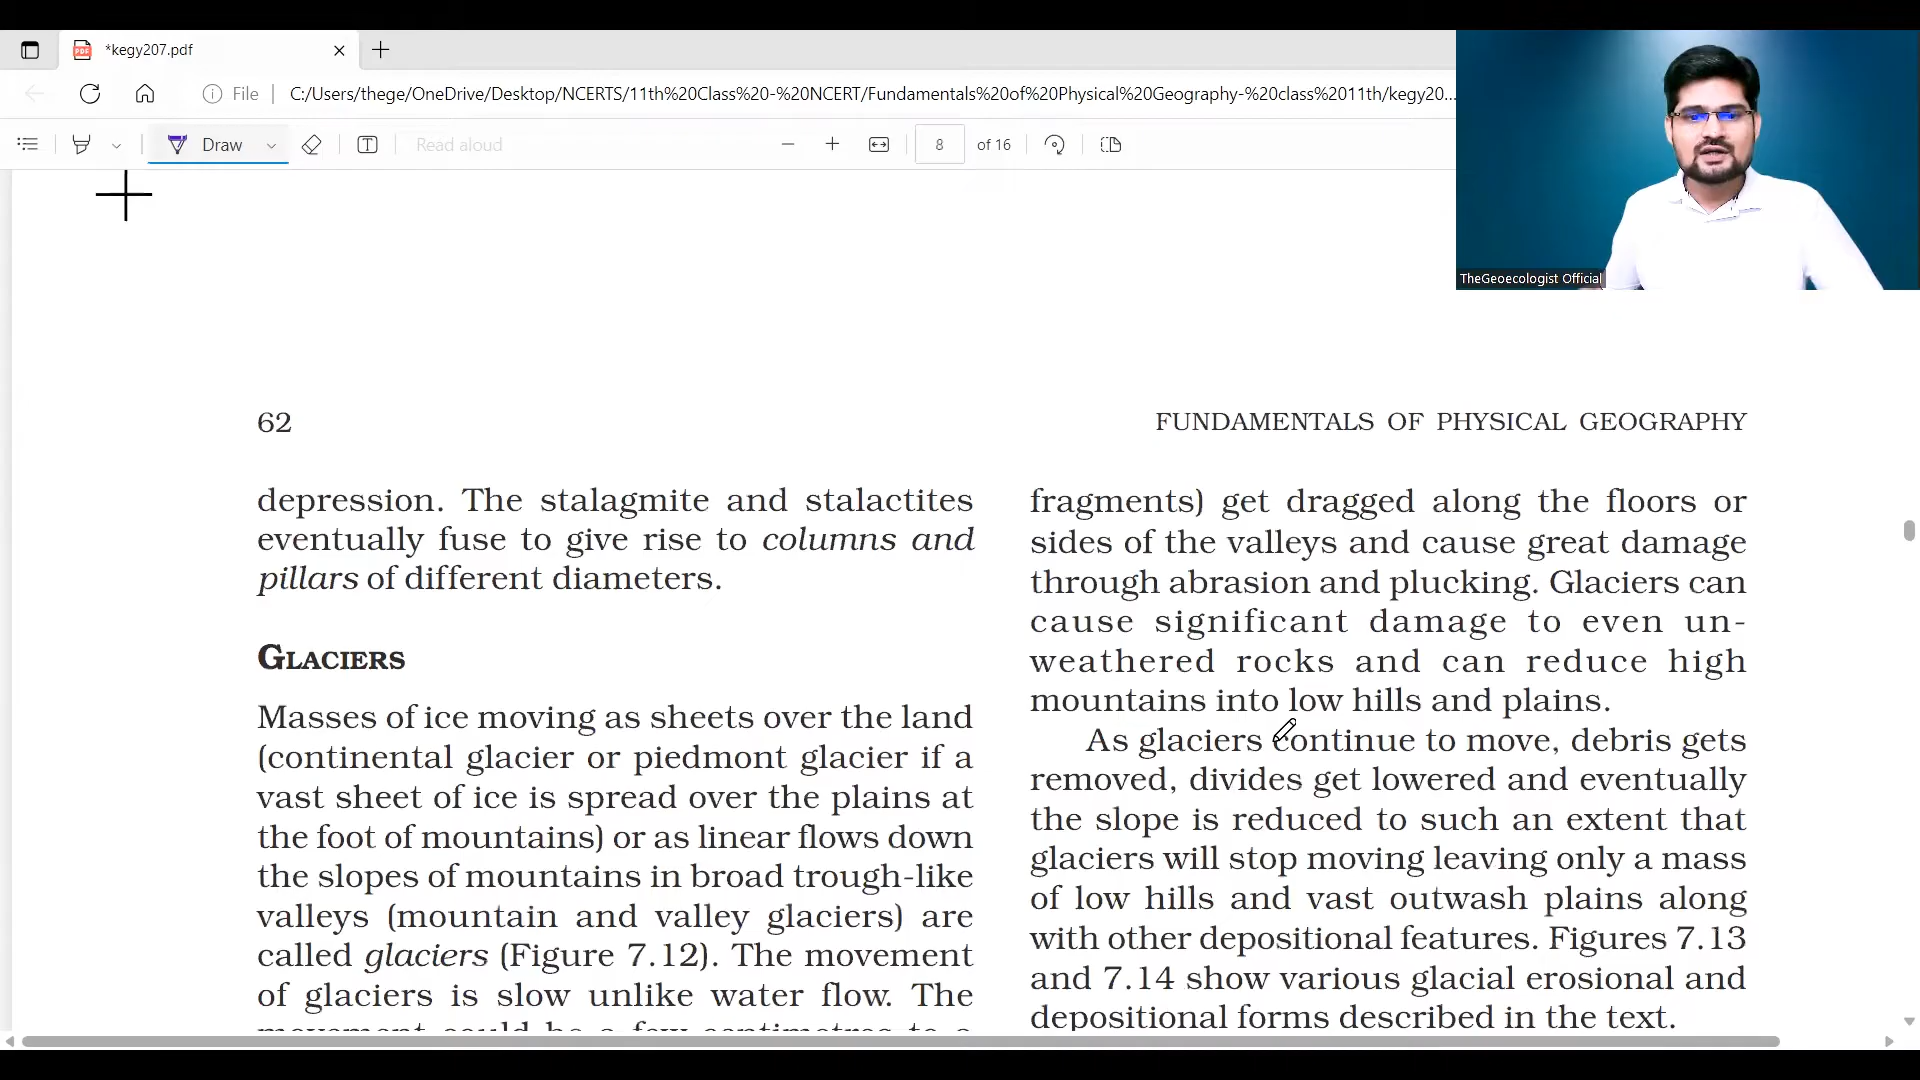 *kegy207.pdf
File
C:/Users/thege/OneDrive/Desktop/NCERTS/11th%20Class%20-%20NCERT/Fundamentals%20of%20Physical%20Geography-%20class%2011th/kegy20...
Draw
Read aloud
8 of 16
TheGeoecologist Official
62
FUNDAMENTALS OF PHYSICAL GEOGRAPHY
depression. The stalagmite and stalactites
eventually fuse to give rise to columns and
pillars of different diameters.
GLACIERS
Masses of ice moving as sheets over the land
(continental glacier or piedmont glacier if a
vast sheet of ice is spread over the plains at
the foot of mountains) or as linear flows down
the slopes of mountains in broad trough-like
valleys (mountain and valley glaciers) are
called glaciers (Figure 7.12). The movement
of glaciers is slow unlike water flow. The
movement could be a few centimetres to a
fragments) get dragged along the floors or
sides of the valleys and cause great damage
through abrasion and plucking. Glaciers can
cause significant damage to even un-
weathered rocks and can reduce high
mountains into low hills and plains.
As glaciers continue to move, debris gets
removed, divides get lowered and eventually
the slope is reduced to such an extent that
glaciers will stop moving leaving only a mass
of low hills and vast outwash plains along
with other depositional features. Figures 7.13
and 7.14 show various glacial erosional and
depositional forms described in the text.